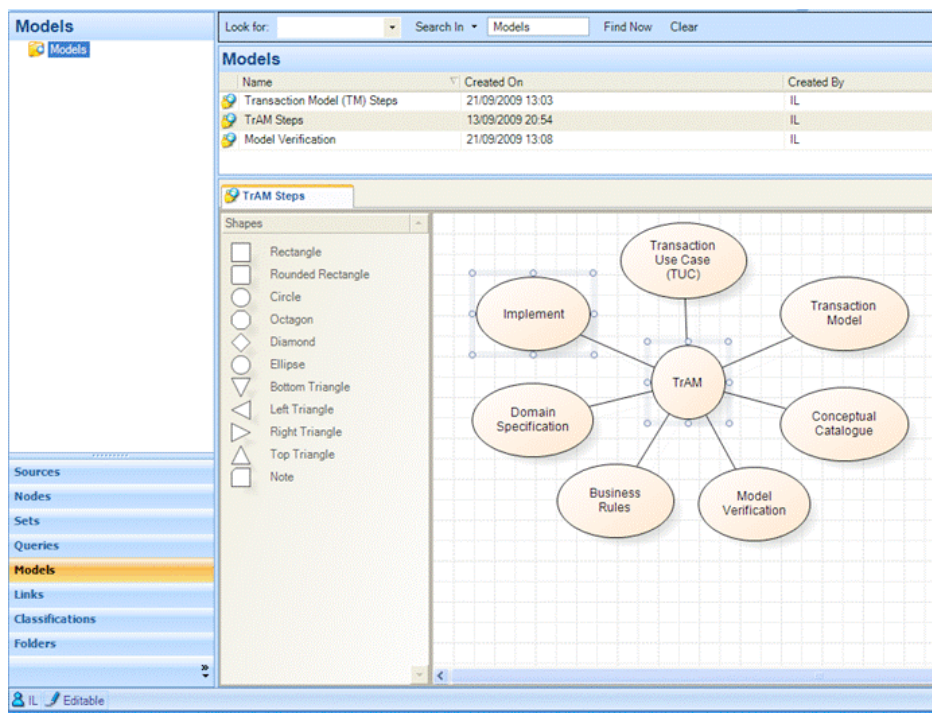 Models
Models
Look for:
Search In
Models
Find Now
Clear
Models
Name
Created On
Created By
Transaction Model (TM) Steps
21/09/2009 13:03
IL
TrAM Steps
13/09/2009 20:54
IL
Model Verification
21/09/2009 13:08
IL
TrAM Steps
Shapes
Rectangle
Rounded Rectangle
Circle
Octagon
Diamond
Ellipse
Bottom Triangle
Left Triangle
Right Triangle
Top Triangle
Note
Transaction
Use Case
(TUC)
Implement
Transaction
Model
TrAM
Domain
Specification
Conceptual
Catalogue
Business
Rules
Model
Verification
Sources
Nodes
Sets
Queries
Models
Links
Classifications
Folders
IL
Editable